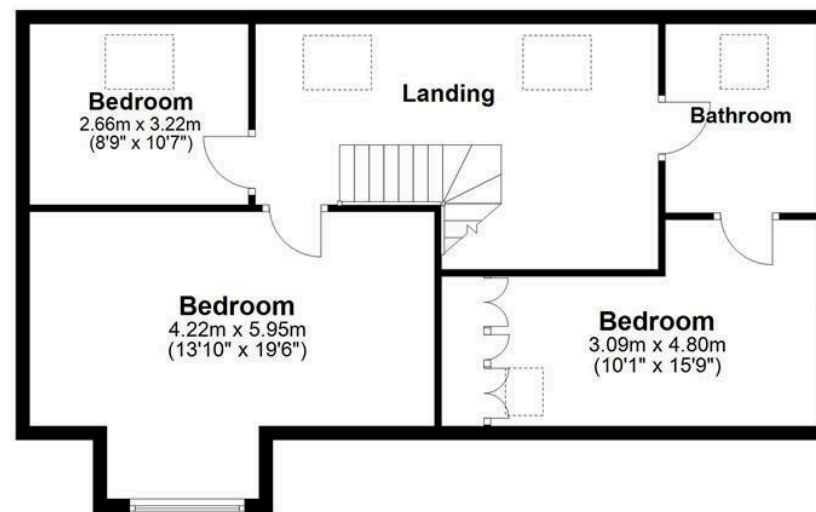 Bedroom
2.66m x 3.22m
(8'9" x 10'7")
Landing
Bathroom
Bedroom
4.22m x 5.95m
(13'10" x 19'6")
Bedroom
3.09m x 4.80m
(10'1" x 15'9")